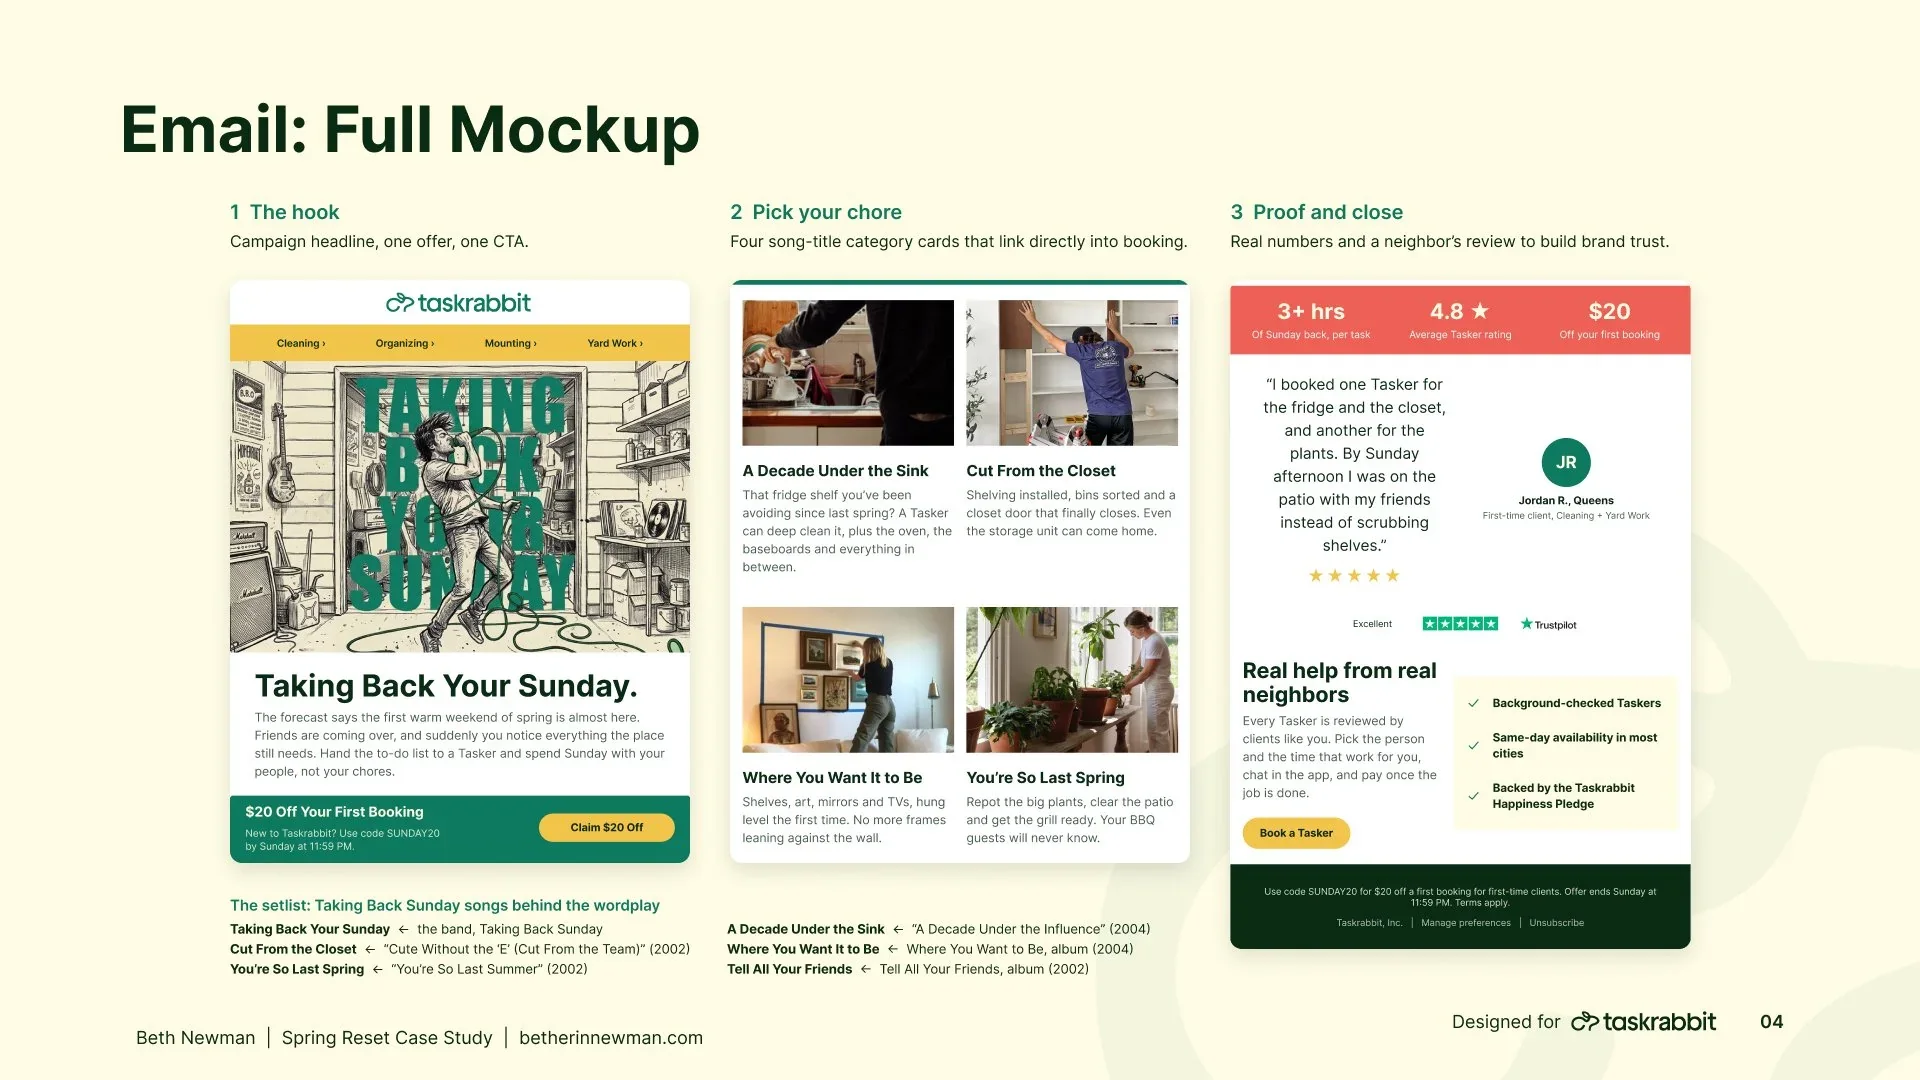 Email: Full Mockup
1 The hook
Campaign headline, one offer, one CTA.
taskrabbit
Cleaning ›
Organizing ›
Mounting ›
Yard Work ›
TAKING
BACK
YOUR
SUNDAY
Marshall
Marshall
Taking Back Your Sunday.
The forecast says the first warm weekend of spring is almost here.
Friends are coming over, and suddenly you notice everything the place
still needs. Hand the to-do list to a Tasker and spend Sunday with your
people, not your chores.
$20 Off Your First Booking
New to Taskrabbit? Use code SUNDAY20
by Sunday at 11:59 PM.
Claim $20 Off
2 Pick your chore
Four song-title category cards that link directly into booking.
A Decade Under the Sink
That fridge shelf you’ve been
avoiding since last spring? A Tasker
can deep clean it, plus the oven, the
baseboards and everything in
between.
Cut From the Closet
Shelving installed, bins sorted and a
closet door that finally closes. Even
the storage unit can come home.
Where You Want It to Be
Shelves, art, mirrors and TVs, hung
level the first time. No more frames
leaning against the wall.
You’re So Last Spring
Repot the big plants, clear the patio
and get the grill ready. Your BBQ
guests will never know.
3 Proof and close
Real numbers and a neighbor’s review to build brand trust.
3+ hrs
Of Sunday back, per task
4.8 ★
Average Tasker rating
$20
Off your first booking
“I booked one Tasker for
the fridge and the closet,
and another for the
plants. By Sunday
afternoon I was on the
patio with my friends
instead of scrubbing
shelves.”
★ ★ ★ ★ ★
JR
Jordan R., Queens
First-time client, Cleaning + Yard Work
Excellent
Trustpilot
Real help from real
neighbors
Every Tasker is reviewed by
clients like you. Pick the person
and the time that work for you,
chat in the app, and pay once the
job is done.
Book a Tasker
✓ Background-checked Taskers
✓ Same-day availability in most
cities
✓ Backed by the Taskrabbit
Happiness Pledge
Use code SUNDAY20 for $20 off a first booking for first-time clients. Offer ends Sunday at
11:59 PM. Terms apply.
Taskrabbit, Inc. | Manage preferences | Unsubscribe
The setlist: Taking Back Sunday songs behind the wordplay
Taking Back Your Sunday ← the band, Taking Back Sunday
Cut From the Closet ← “Cute Without the ‘E’ (Cut From the Team)” (2002)
You’re So Last Spring ← “You’re So Last Summer” (2002)
A Decade Under the Sink ← “A Decade Under the Influence” (2004)
Where You Want It to Be ← Where You Want to Be, album (2004)
Tell All Your Friends ← Tell All Your Friends, album (2002)
Beth Newman | Spring Reset Case Study | betherinnewman.com
Designed for taskrabbit
04